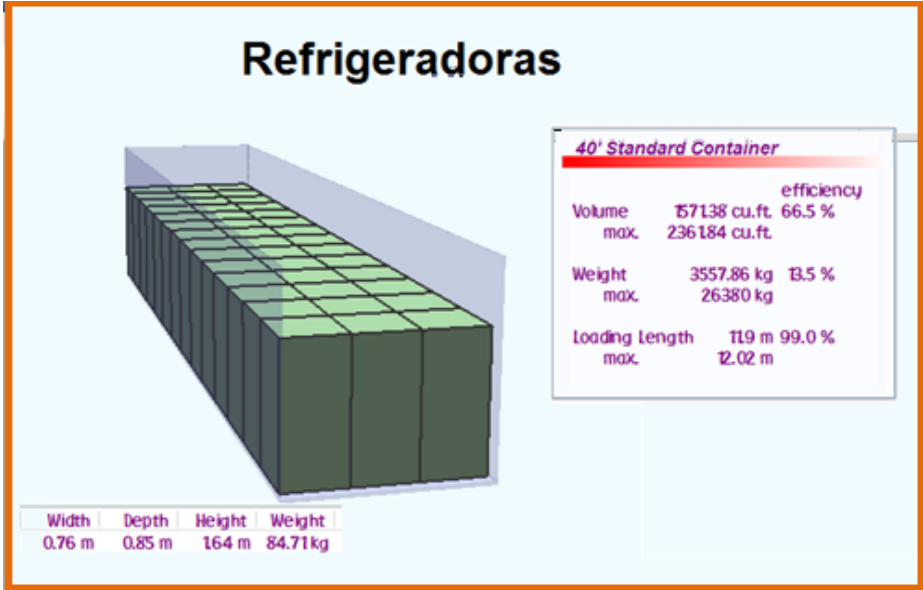 Refrigeradoras
40' Standard Container
efficiency
Volume 1571.38 cu.ft. 66.5 %
max. 2361.84 cu.ft.
Weight 3557.86 kg 13.5 %
max. 26380 kg
Loading Length 11.9 m 99.0 %
max. 12.02 m
Width Depth Height Weight
0.76 m 0.85 m 1.64 m 84.71 kg